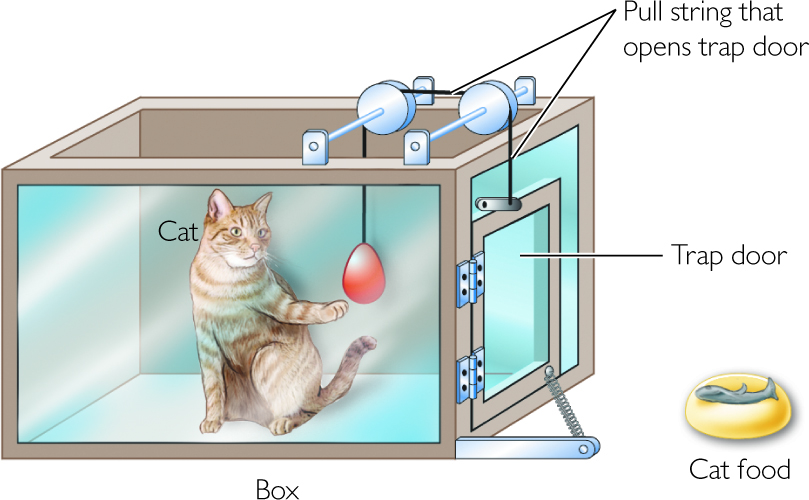 Pull string that
opens trap door
Cat
Trap door
Cat food
Box